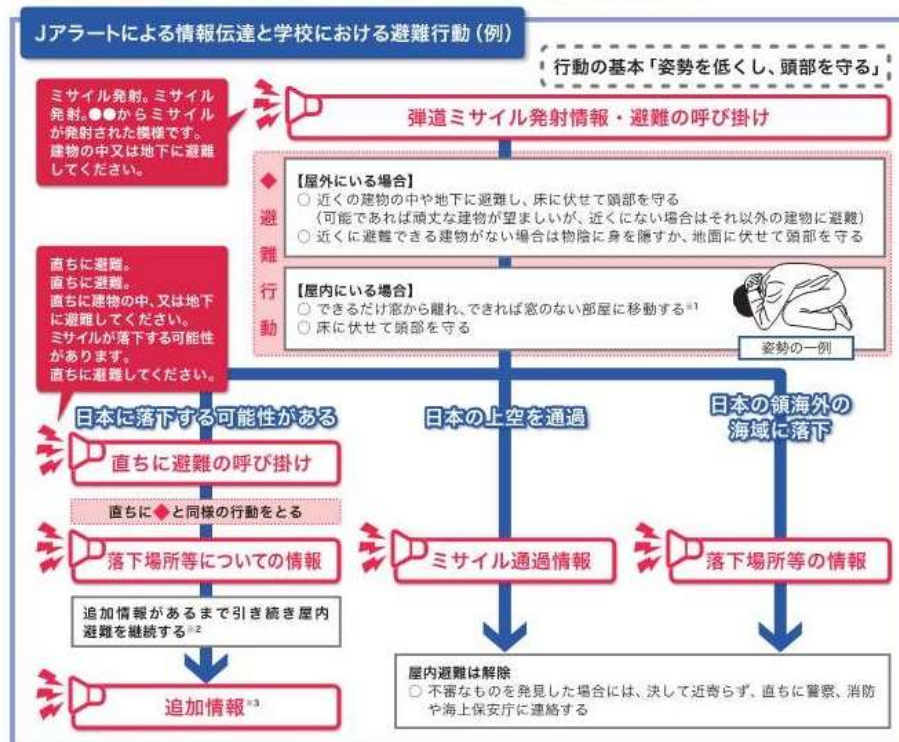 Jアラートによる情報伝達と学校における避難行動（例）
行動の基本「姿勢を低くし、頭部を守る」
ミサイル発射。ミサイル
発射。●●からミサイル
が発射された模様です。
建物の中又は地下に避難
してください。
弾道ミサイル発射情報・避難の呼び掛け
◆避難行動
【屋外にいる場合】
○ 近くの建物の中や地下に避難し、床に伏せて頭部を守る
（可能であれば頑丈な建物が望ましいが、近くにない場合はそれ以外の建物に避難）
○ 近くに避難できる建物がない場合は物陰に身を隠すか、地面に伏せて頭部を守る
【屋内にいる場合】
○ できるだけ窓から離れ、できれば窓のない部屋に移動する※1
○ 床に伏せて頭部を守る
姿勢の一例
直ちに避難。
直ちに避難。
直ちに建物の中、又は地下
に避難してください。
ミサイルが落下する可能性
があります。
直ちに避難してください。
日本に落下する可能性がある
直ちに避難の呼び掛け
直ちに◆と同様の行動をとる
落下場所等についての情報
追加情報があるまで引き続き屋内
避難を継続する※2
追加情報※3
日本の上空を通過
ミサイル通過情報
日本の領海外の
海域に落下
落下場所等の情報
屋内避難は解除
○ 不審なものを発見した場合には、決して近寄らず、直ちに警察、消防
や海上保安庁に連絡する